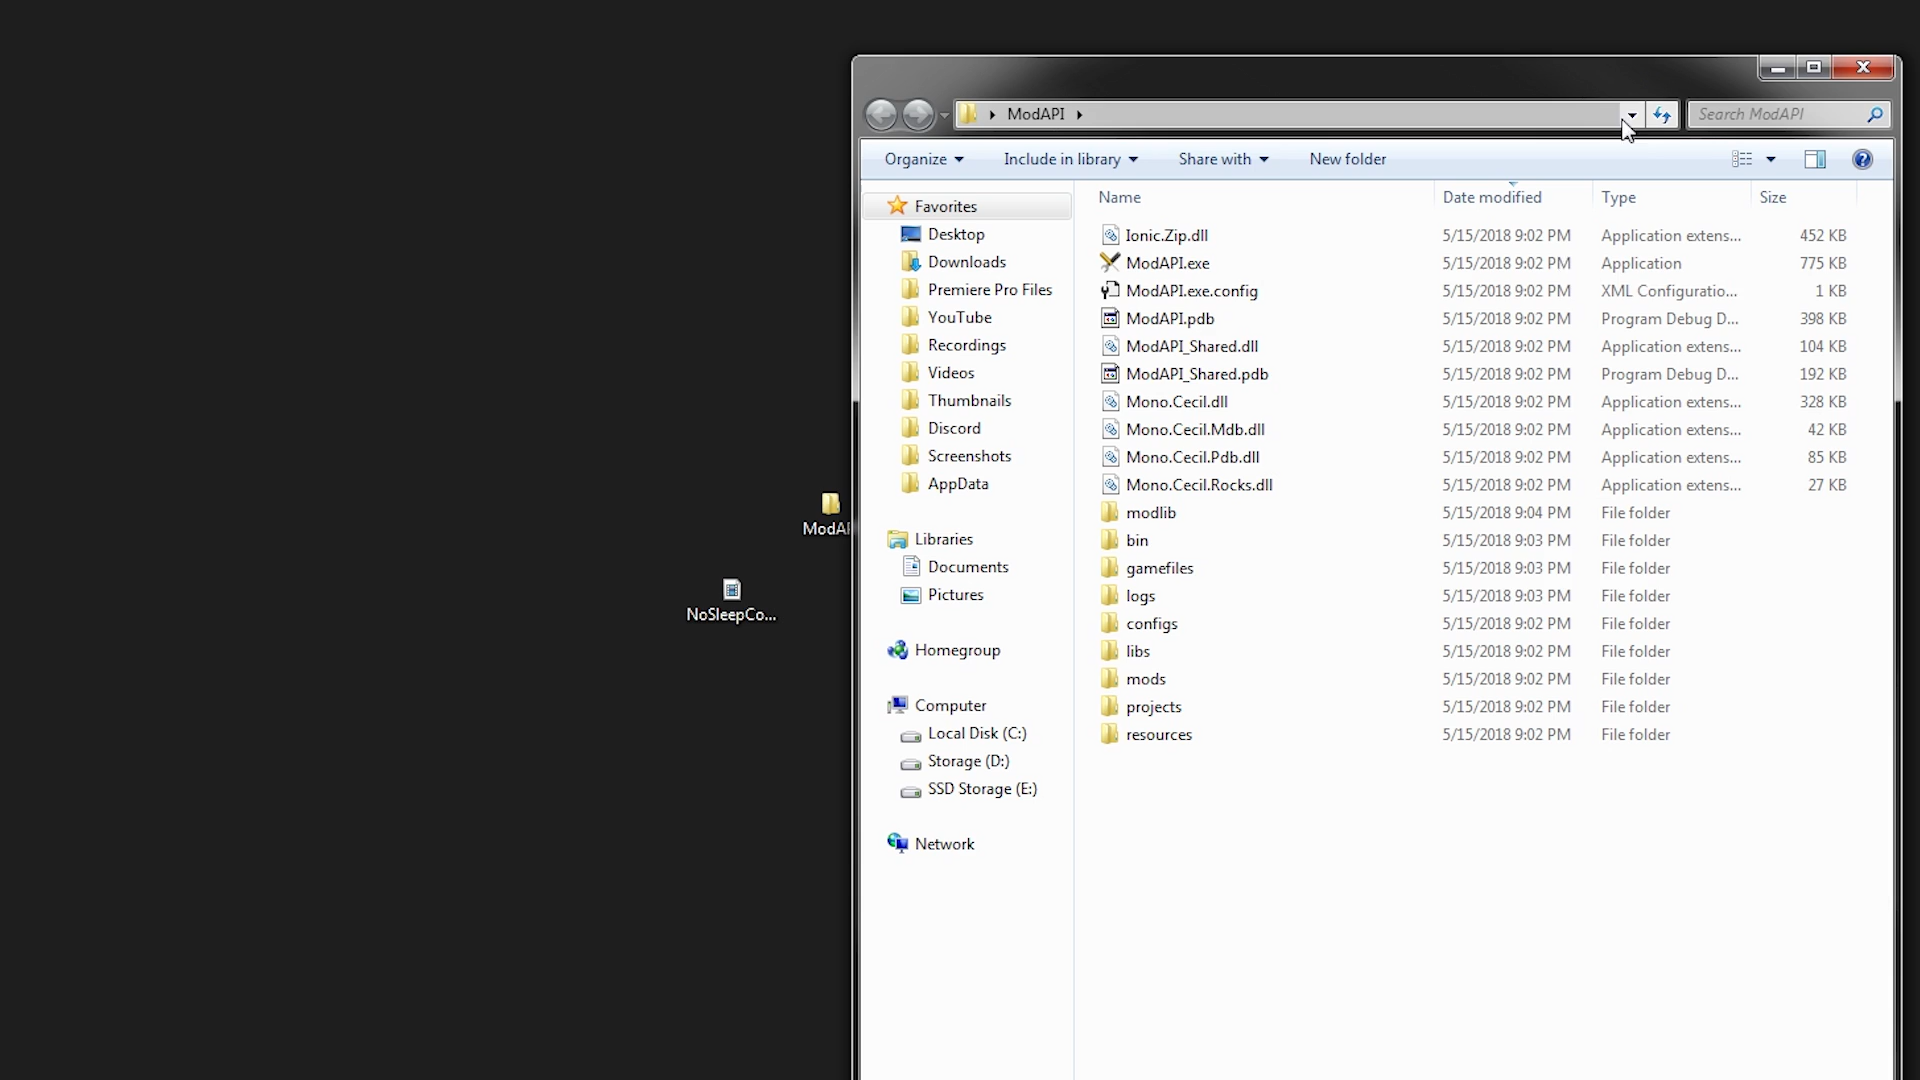 ModAPI
Search ModAPI
Organize
Include in library
Share with
New folder
Name
Date modified
Type
Size
Favorites
Desktop
Downloads
Premiere Pro Files
YouTube
Recordings
Videos
Thumbnails
Discord
Screenshots
AppData
Libraries
Documents
Pictures
Homegroup
Computer
Local Disk (C:)
Storage (D:)
SSD Storage (E:)
Network
Ionic.Zip.dll 5/15/2018 9:02 PM Application extens... 452 KB
ModAPI.exe 5/15/2018 9:02 PM Application 775 KB
ModAPI.exe.config 5/15/2018 9:02 PM XML Configuratio... 1 KB
ModAPI.pdb 5/15/2018 9:02 PM Program Debug D... 398 KB
ModAPI_Shared.dll 5/15/2018 9:02 PM Application extens... 104 KB
ModAPI_Shared.pdb 5/15/2018 9:02 PM Program Debug D... 192 KB
Mono.Cecil.dll 5/15/2018 9:02 PM Application extens... 328 KB
Mono.Cecil.Mdb.dll 5/15/2018 9:02 PM Application extens... 42 KB
Mono.Cecil.Pdb.dll 5/15/2018 9:02 PM Application extens... 85 KB
Mono.Cecil.Rocks.dll 5/15/2018 9:02 PM Application extens... 27 KB
modlib 5/15/2018 9:04 PM File folder
bin 5/15/2018 9:03 PM File folder
gamefiles 5/15/2018 9:03 PM File folder
logs 5/15/2018 9:03 PM File folder
configs 5/15/2018 9:02 PM File folder
libs 5/15/2018 9:02 PM File folder
mods 5/15/2018 9:02 PM File folder
projects 5/15/2018 9:02 PM File folder
resources 5/15/2018 9:02 PM File folder
ModAP
NoSleepCo...